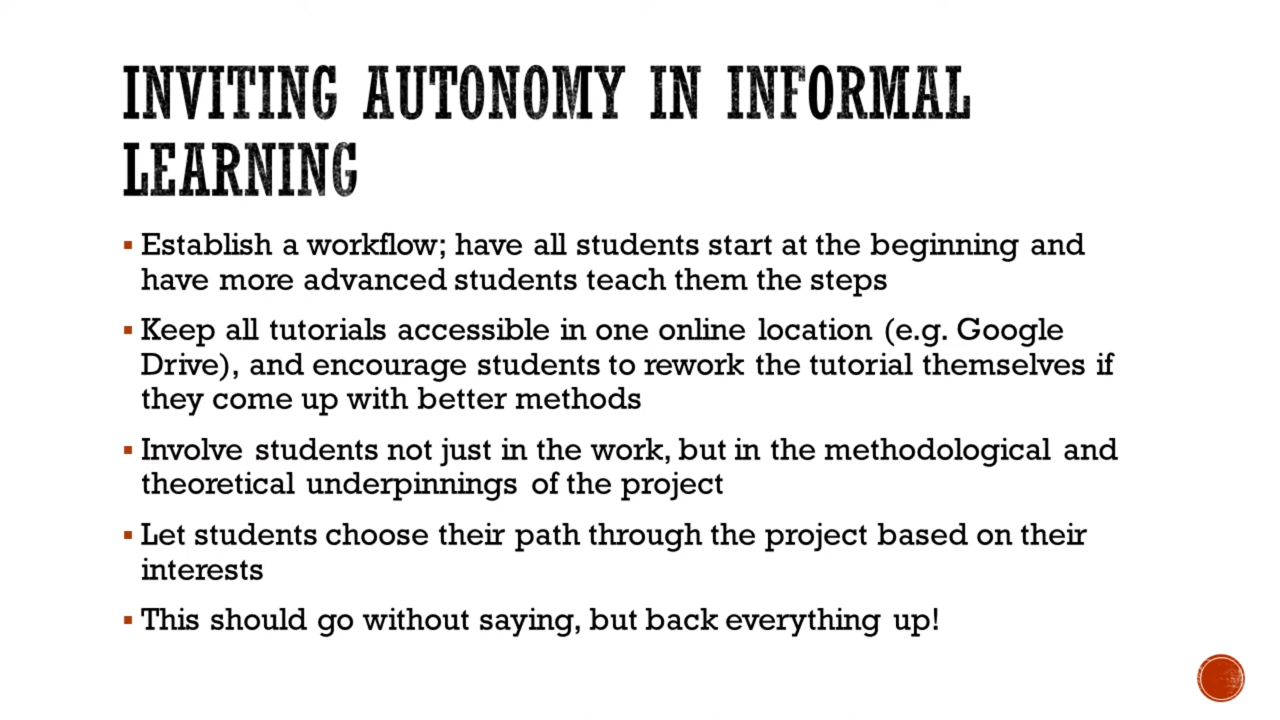 INVITING AUTONOMY IN INFORMAL
LEARNING
▪ Establish a workflow; have all students start at the beginning and
have more advanced students teach them the steps
▪ Keep all tutorials accessible in one online location (e.g. Google
Drive), and encourage students to rework the tutorial themselves if
they come up with better methods
▪ Involve students not just in the work, but in the methodological and
theoretical underpinnings of the project
▪ Let students choose their path through the project based on their
interests
▪ This should go without saying, but back everything up!